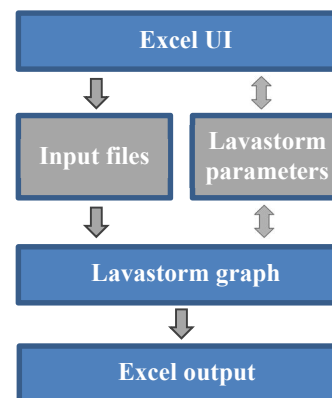 Excel UI
Input files
Lavastorm
parameters
Lavastorm graph
Excel output